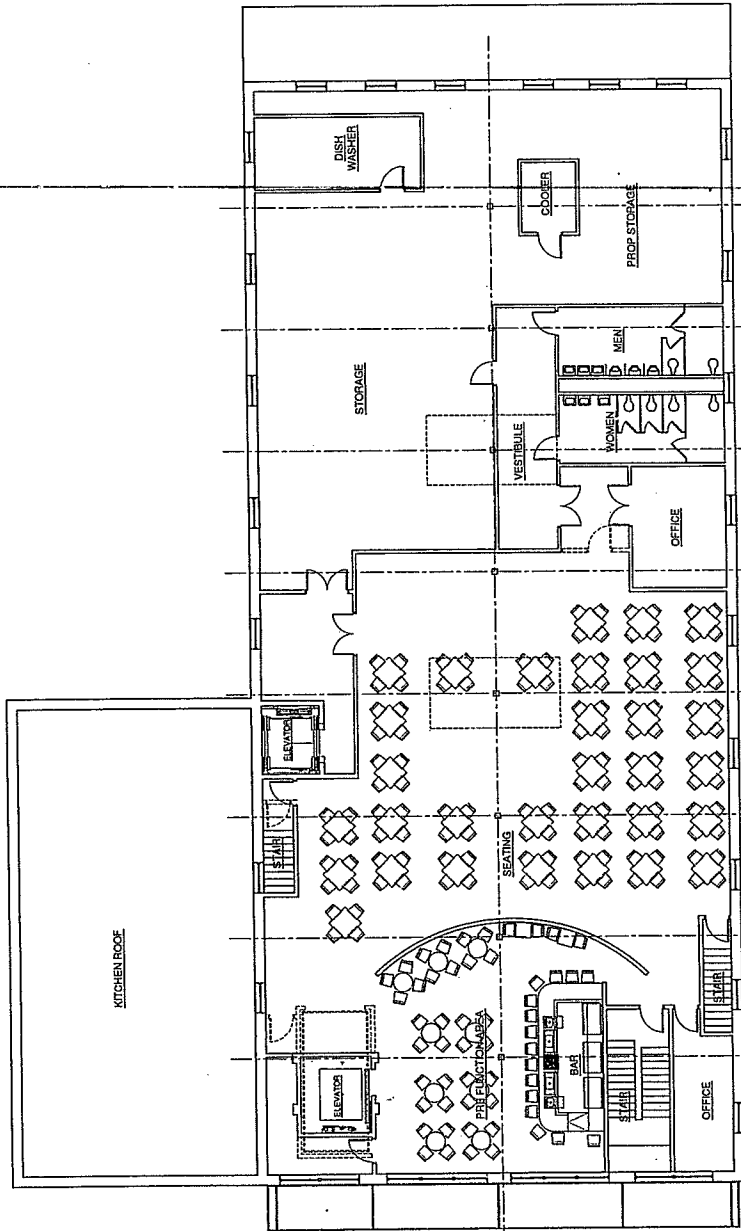 DISH
WASHER
COOLER
PROP STORAGE
STORAGE
MEN
VESTIBULE
WOMEN
OFFICE
ELEVATOR
STAIR
SEATING
KITCHEN ROOF
STAIR
ELEVATOR
PRE FUNCTION AREA
BAR
STAIR
OFFICE